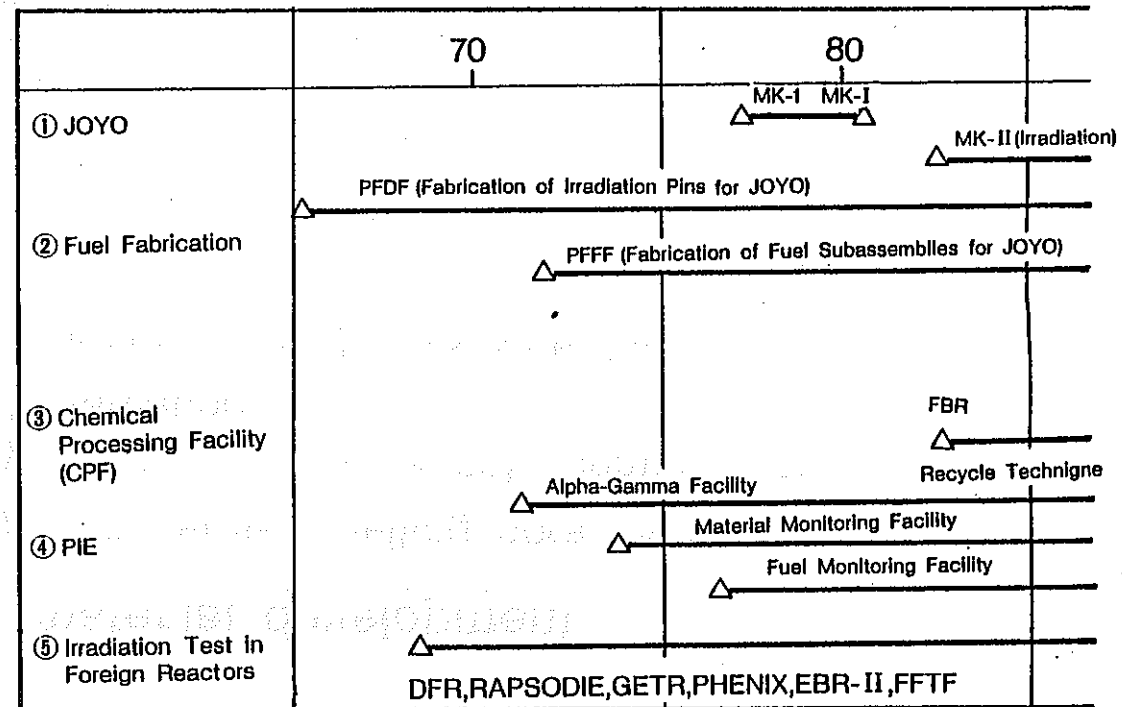 70 80
① JOYO
MK-1 MK-I
MK-II (Irradiation)
PFDF (Fabrication of Irradiation Pins for JOYO)
② Fuel Fabrication
PFFF (Fabrication of Fuel Subassemblies for JOYO)
③ Chemical
Processing Facility
(CPF)
FBR
Recycle Technigne
Alpha-Gamma Facility
④ PIE
Material Monitoring Facility
Fuel Monitoring Facility
⑤ Irradiation Test in
Foreign Reactors
DFR,RAPSODIE,GETR,PHENIX,EBR-II,FFTF